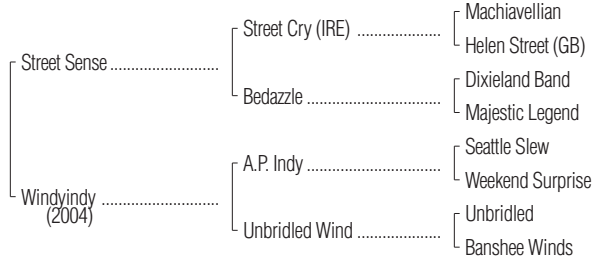 Street Sense ........................
Windyindy ..........................
(2004)
Street Cry (IRE) ..................
Bedazzle .............................
A.P. Indy .............................
Unbridled Wind ..................
Machiavellian
Helen Street (GB)
Dixieland Band
Majestic Legend
Seattle Slew
Weekend Surprise
Unbridled
Banshee Winds